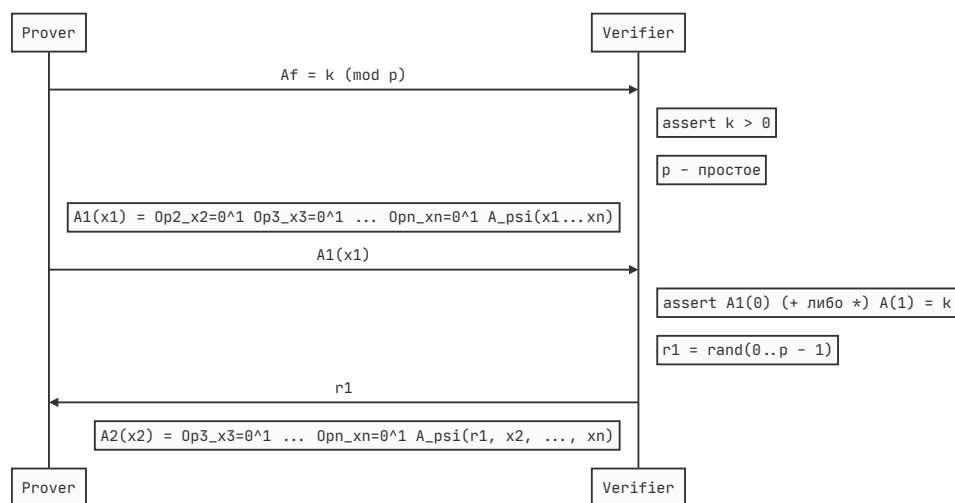 Prover
Verifier
Af = k (mod p)
assert k > 0
p - простое
A1(x1) = Op2_x2=0^1 Op3_x3=0^1 ... Opn_xn=0^1 A_psi(x1...xn)
A1(x1)
assert A1(0) (+ либо *) A(1) = k
r1 = rand(0..p - 1)
r1
A2(x2) = Op3_x3=0^1 ... Opn_xn=0^1 A_psi(r1, x2, ..., xn)
Prover
Verifier